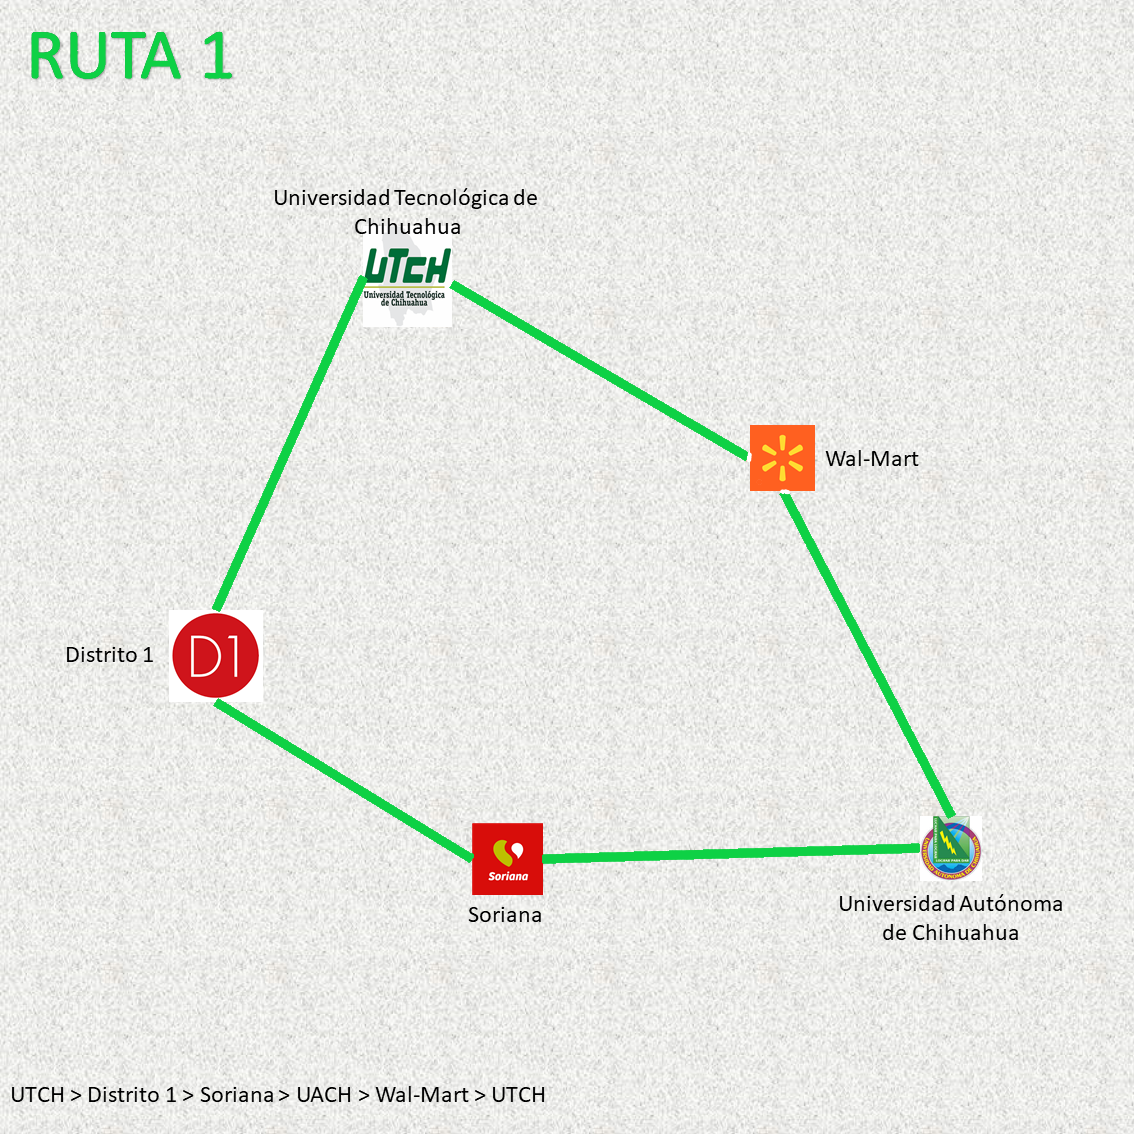 RUTA 1
Universidad Tecnológica de
Chihuahua
UTCH
Universidad Tecnológica
de Chihuahua
Wal-Mart
Distrito 1
D1
Soriana
Soriana
Universidad Autónoma
de Chihuahua
UTCH > Distrito 1 > Soriana > UACH > Wal-Mart > UTCH